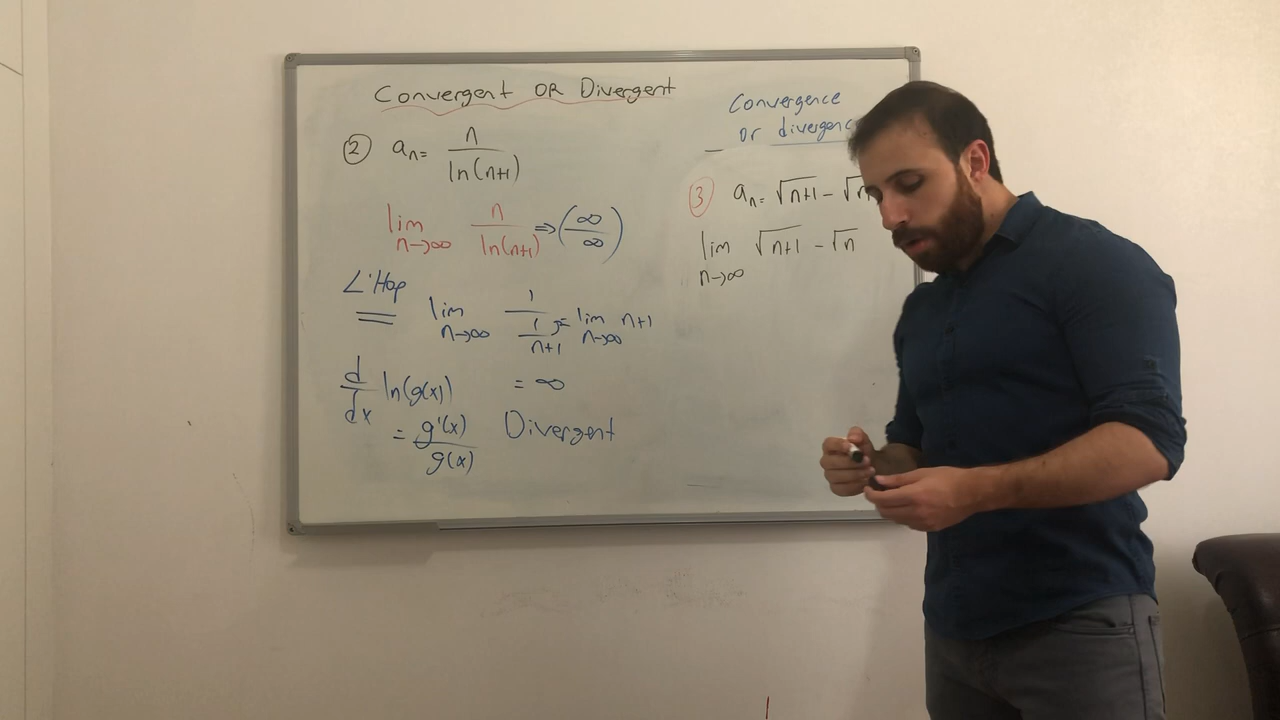 Convergent OR Divergent
② aₙ = n / ln(n+1)
lim n→∞ n / ln(n+1) ⇒ (∞/∞)
L'Hop
= lim n→∞ 1 / (1/(n+1)) = lim n→∞ n+1
d/dx ln(g(x)) = g'(x) / g(x)
= ∞
Divergent
Convergence
or divergenc
③ aₙ = √n+1 − √n
lim n→∞ √n+1 − √n